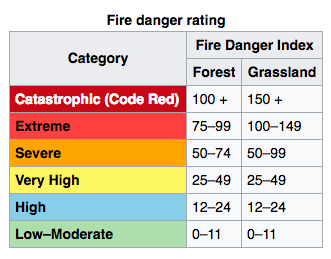 Fire danger rating
Category
Fire Danger Index
Forest Grassland
Catastrophic (Code Red) 100 + 150 +
Extreme 75–99 100–149
Severe 50–74 50–99
Very High 25–49 25–49
High 12–24 12–24
Low–Moderate 0–11 0–11